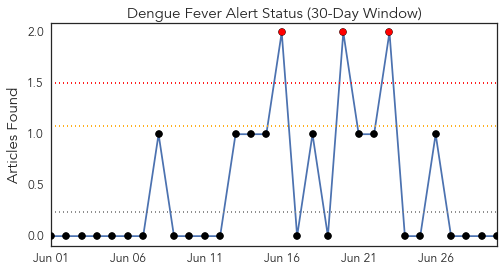 Dengue Fever Alert Status (30-Day Window)
Articles Found
2.0
1.5
1.0
0.5
0.0
Jun 01 Jun 06 Jun 11 Jun 16 Jun 21 Jun 26